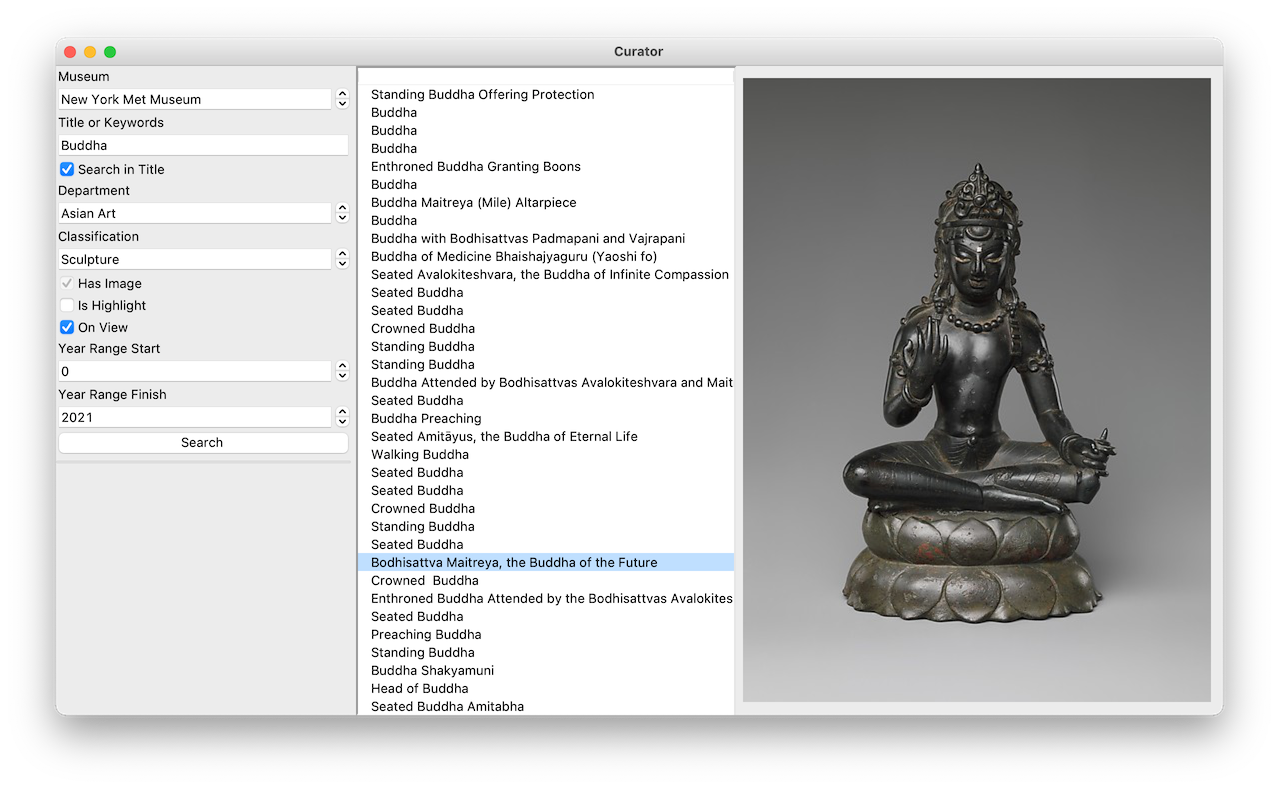 Curator
Museum
New York Met Museum
Title or Keywords
Buddha
Search in Title
Department
Asian Art
Classification
Sculpture
Has Image
Is Highlight
On View
Year Range Start
0
Year Range Finish
2021
Search
Standing Buddha Offering Protection
Buddha
Buddha
Buddha
Enthroned Buddha Granting Boons
Buddha
Buddha Maitreya (Mile) Altarpiece
Buddha
Buddha with Bodhisattvas Padmapani and Vajrapani
Buddha of Medicine Bhaishajyaguru (Yaoshi fo)
Seated Avalokiteshvara, the Buddha of Infinite Compassion
Seated Buddha
Seated Buddha
Crowned Buddha
Standing Buddha
Standing Buddha
Buddha Attended by Bodhisattvas Avalokiteshvara and Mait
Seated Buddha
Buddha Preaching
Seated Amitāyus, the Buddha of Eternal Life
Walking Buddha
Seated Buddha
Seated Buddha
Crowned Buddha
Standing Buddha
Seated Buddha
Bodhisattva Maitreya, the Buddha of the Future
Crowned  Buddha
Enthroned Buddha Attended by the Bodhisattvas Avalokites
Seated Buddha
Preaching Buddha
Standing Buddha
Buddha Shakyamuni
Head of Buddha
Seated Buddha Amitabha